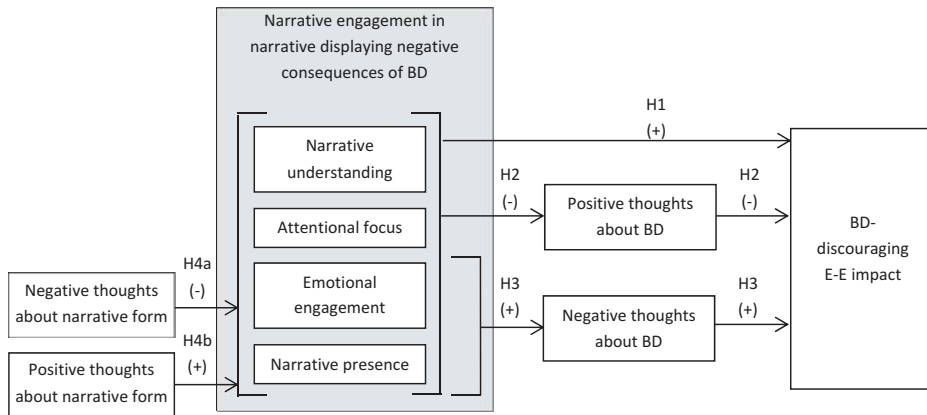 Narrative engagement in
narrative displaying negative
consequences of BD
Narrative
understanding
Attentional focus
Emotional
engagement
Narrative presence
H4a
(-)
Negative thoughts
about narrative form
H4b
(+)
Positive thoughts
about narrative form
H1
(+)
H2
(-)
Positive thoughts
about BD
H2
(-)
H3
(+)
Negative thoughts
about BD
H3
(+)
BD-
discouraging
E-E impact